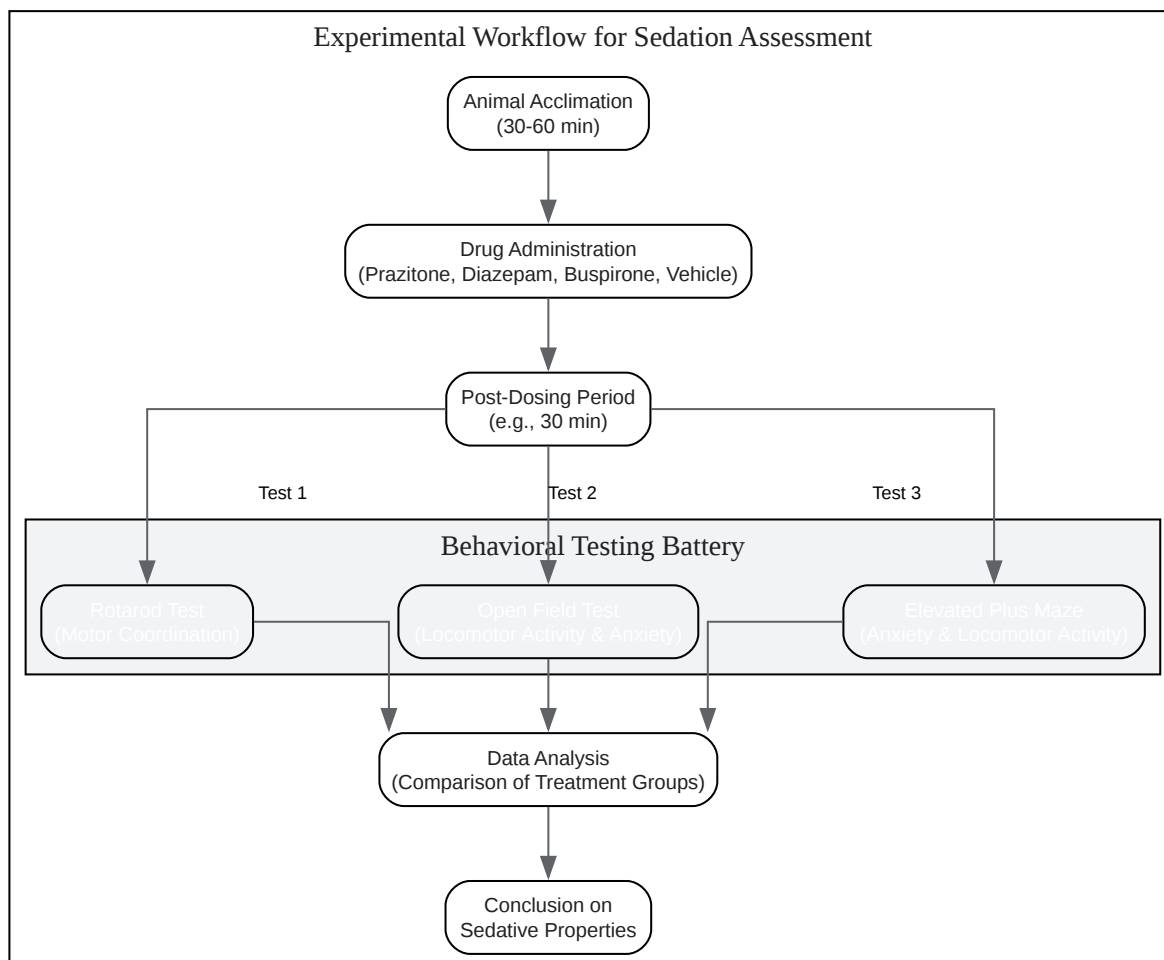 Experimental Workflow for Sedation Assessment
Animal Acclimation
(30-60 min)
Drug Administration
(Prazitone, Diazepam, Buspirone, Vehicle)
Post-Dosing Period
(e.g., 30 min)
Test 1
Test 2
Test 3
Behavioral Testing Battery
Rotarod Test
(Motor Coordination)
Open Field Test
(Locomotor Activity & Anxiety)
Elevated Plus Maze
(Anxiety & Locomotor Activity)
Data Analysis
(Comparison of Treatment Groups)
Conclusion on
Sedative Properties